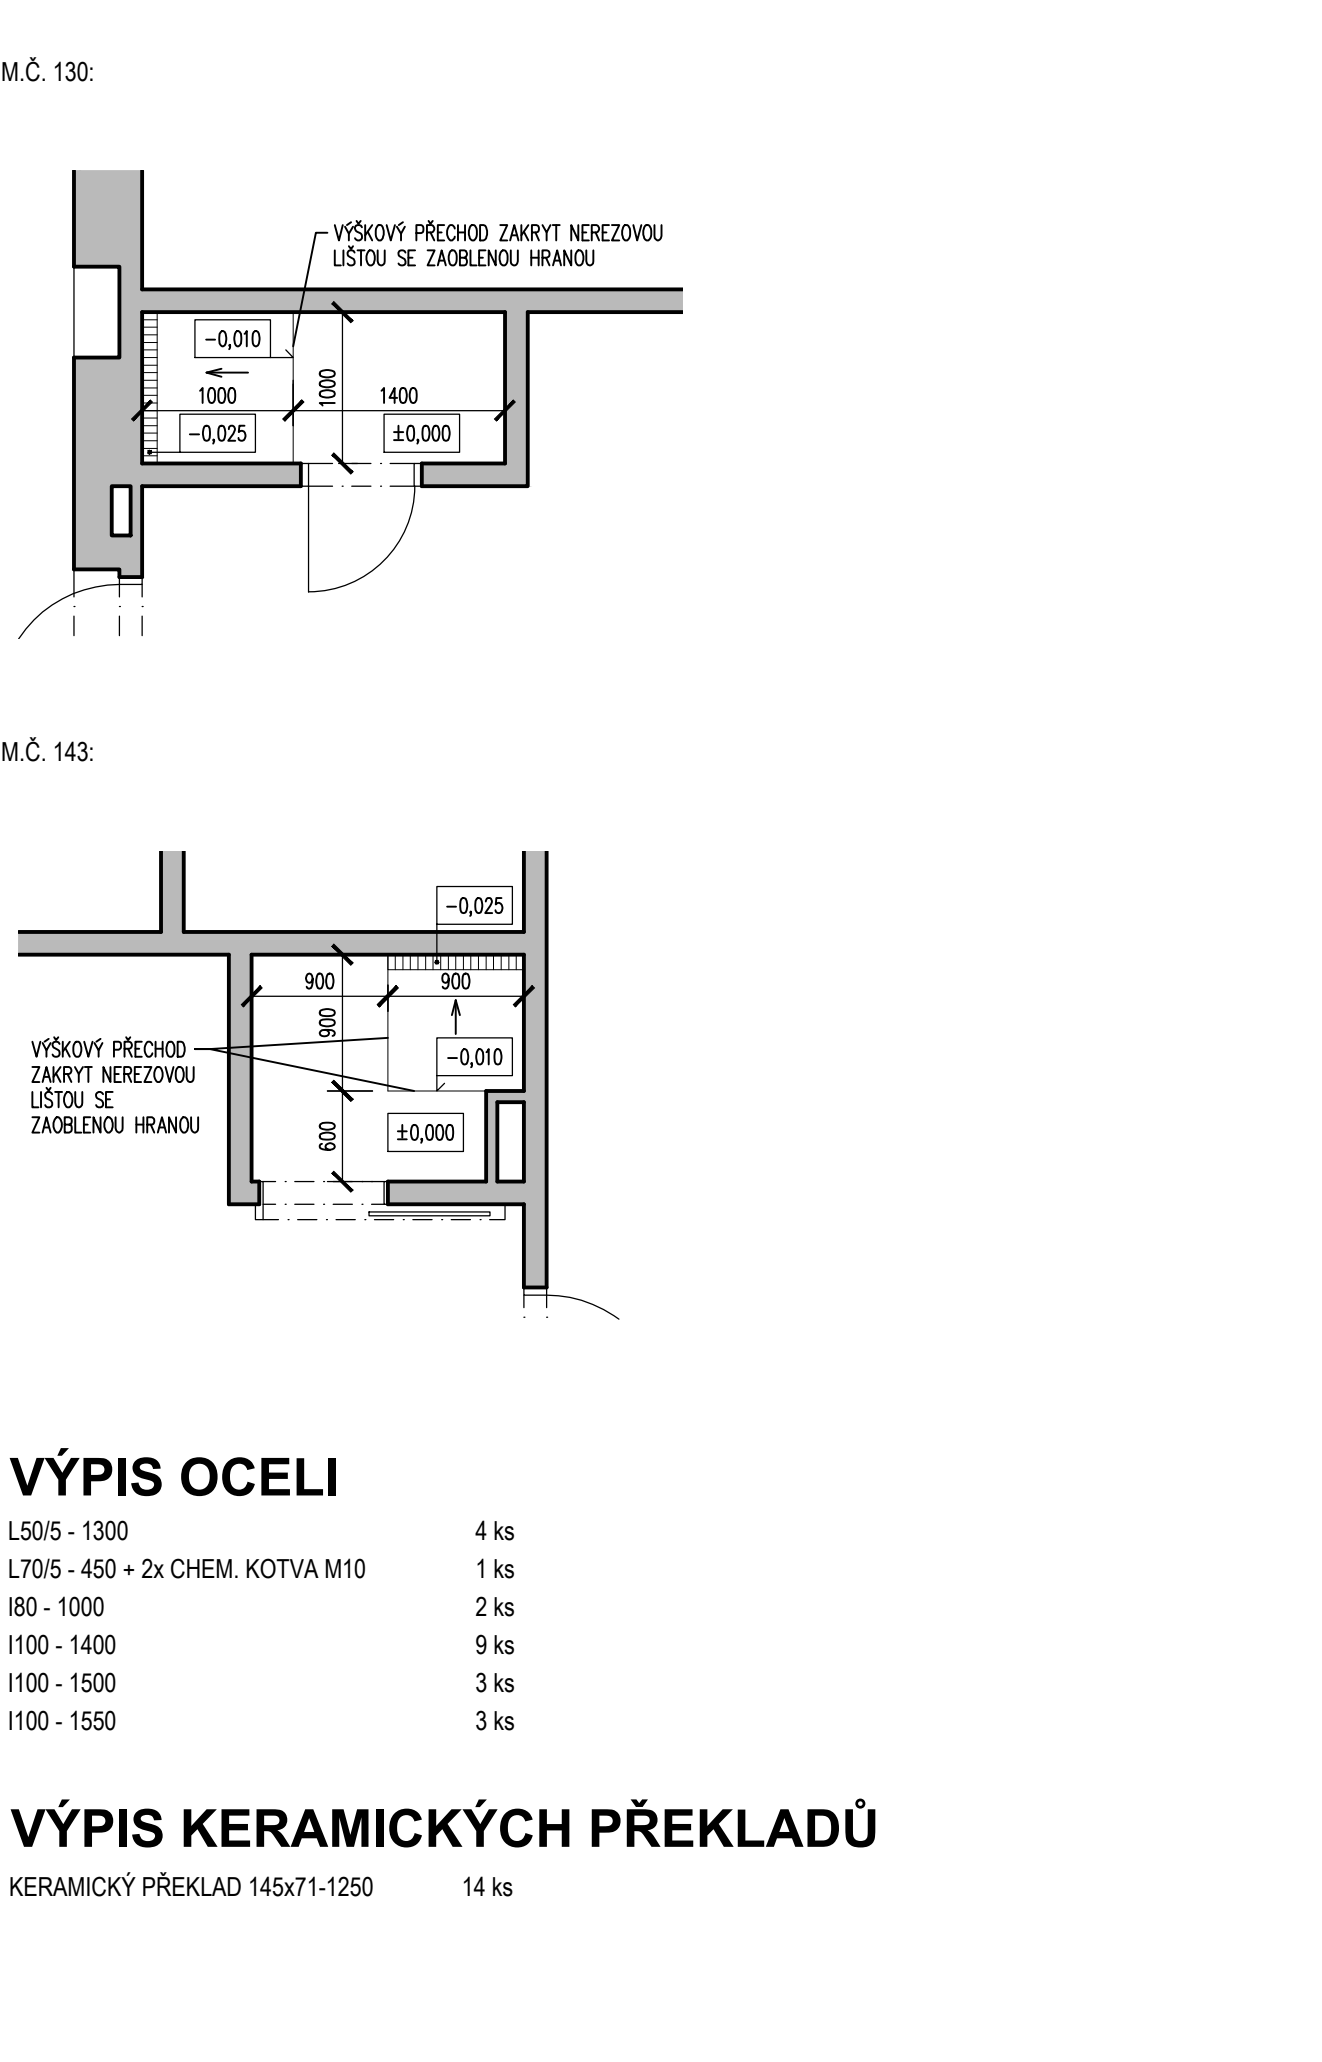 M.Č. 130:
VÝŠKOVÝ PŘECHOD ZAKRYT NEREZOVOU
LIŠTOU SE ZAOBLENOU HRANOU
-0,010
1000
1000
1400
-0,025
±0,000
M.Č. 143:
-0,025
900
900
900
VÝŠKOVÝ PŘECHOD
ZAKRYT NEREZOVOU
LIŠTOU SE
ZAOBLENOU HRANOU
-0,010
±0,000
600
VÝPIS OCELI
L50/5 - 1300 4 ks
L70/5 - 450 + 2x CHEM. KOTVA M10 1 ks
I80 - 1000 2 ks
I100 - 1400 9 ks
I100 - 1500 3 ks
I100 - 1550 3 ks
VÝPIS KERAMICKÝCH PŘEKLADŮ
KERAMICKÝ PŘEKLAD 145x71-1250 14 ks